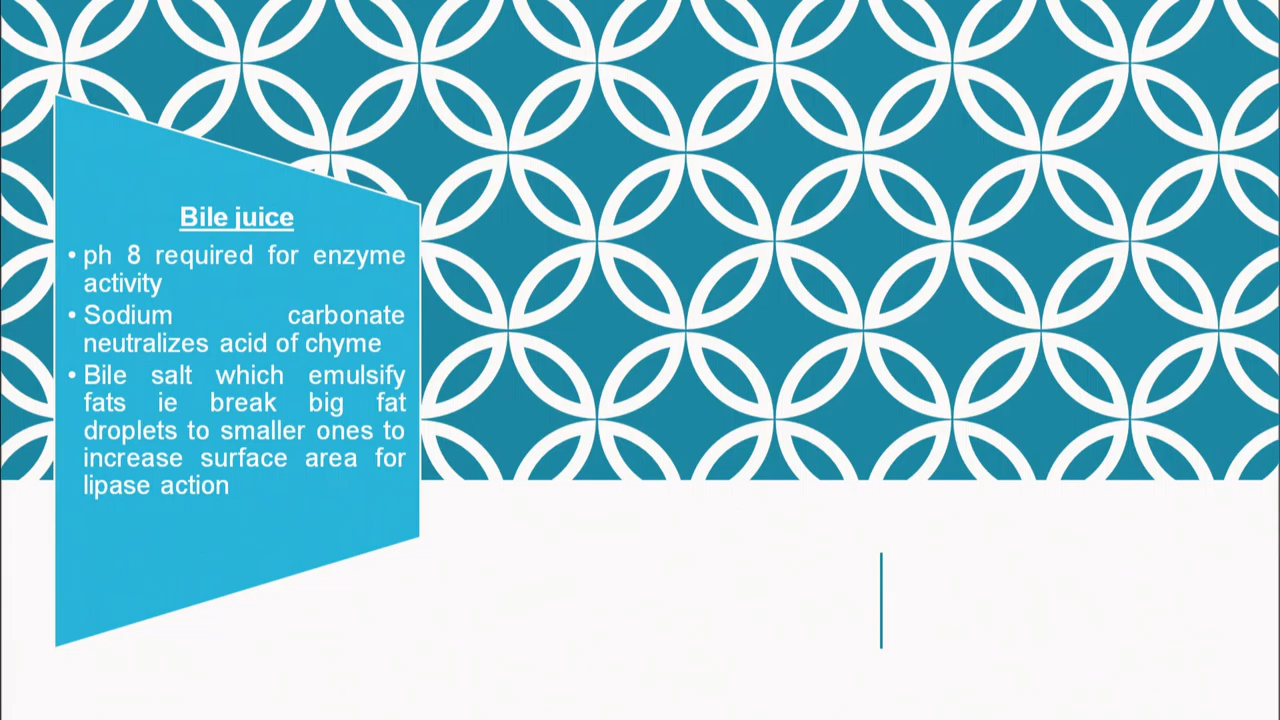 Bile juice
• ph 8 required for enzyme
activity
• Sodium carbonate
neutralizes acid of chyme
• Bile salt which emulsify
fats ie break big fat
droplets to smaller ones to
increase surface area for
lipase action